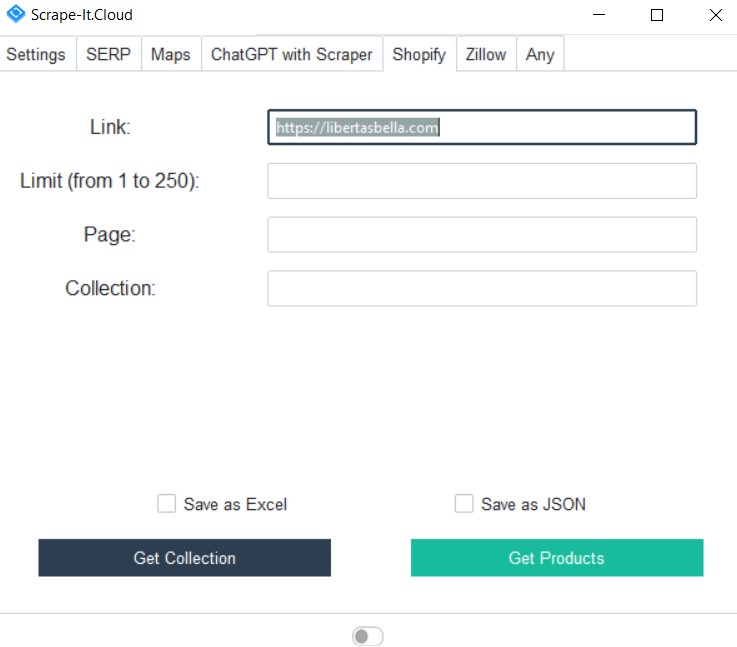 Scrape-It.Cloud
Settings SERP Maps ChatGPT with Scraper Shopify Zillow Any
Link: https://libertasbella.com
Limit (from 1 to 250):
Page:
Collection:
Save as Excel Save as JSON
Get Collection Get Products